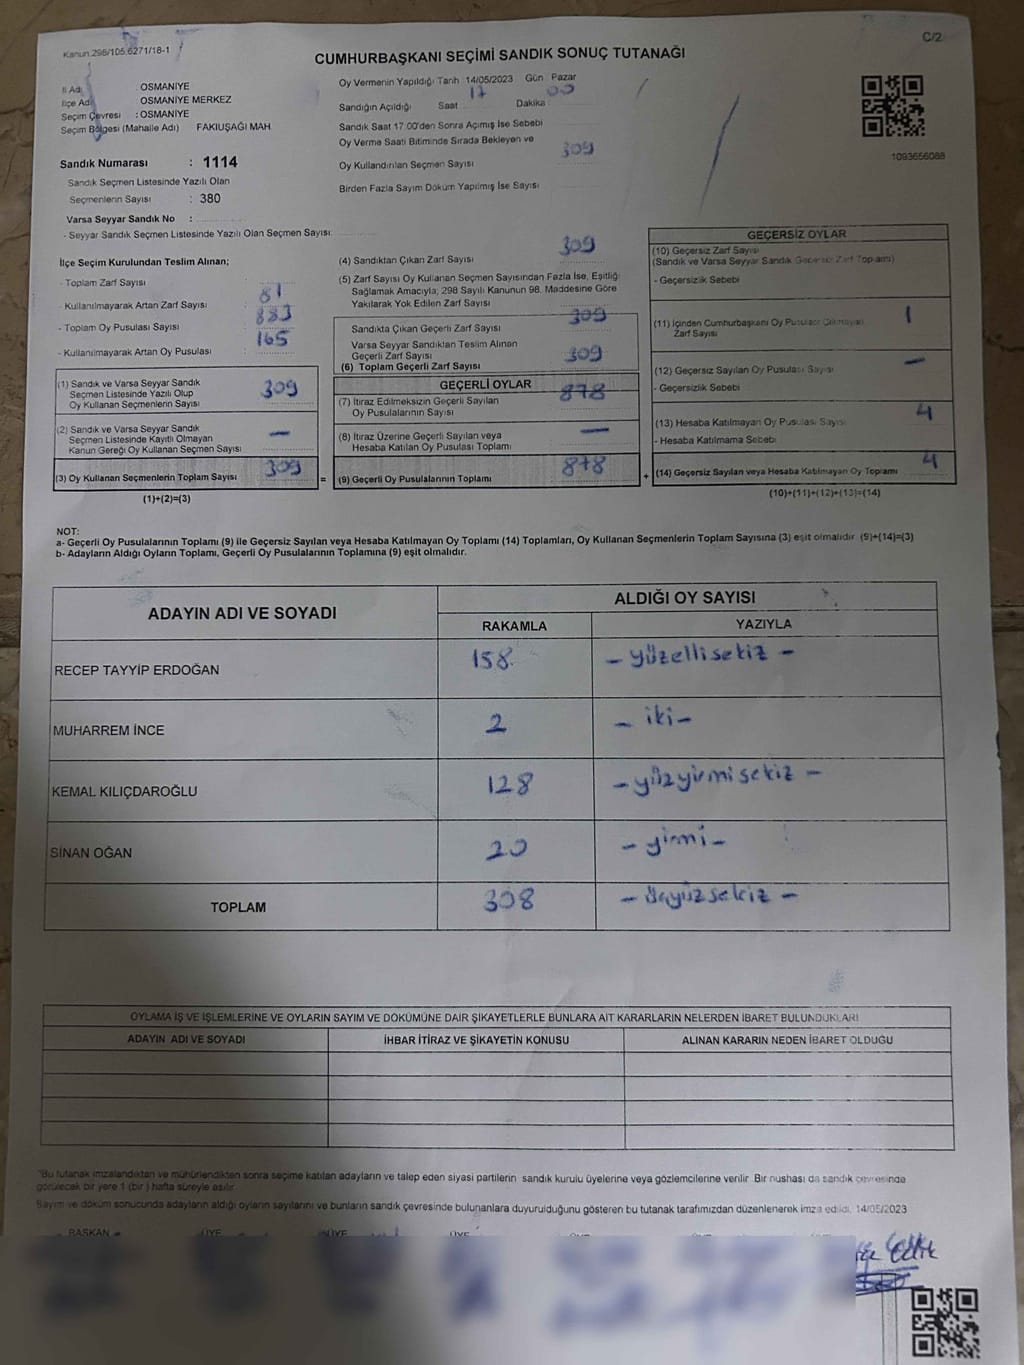 Kanun 298/105,6271/18-1
C/2
CUMHURBAŞKANI SEÇİMİ SANDIK SONUÇ TUTANAĞI
İl Adı OSMANİYE
İlçe Adı OSMANİYE MERKEZ
Seçim Çevresi : OSMANİYE
Seçim Bölgesi (Mahalle Adı) FAKIUŞAĞI MAH.
Sandık Numarası : 1114
Sandık Seçmen Listesinde Yazılı Olan
Seçmenlerin Sayısı : 380
Varsa Seyyar Sandık No :
- Seyyar Sandık Seçmen Listesinde Yazılı Olan Seçmen Sayısı:
Oy Vermenin Yapıldığı Tarih 14/05/2023 Gün Pazar
Sandığın Açıldığı Saat 17 Dakika 00
Sandık Saat 17:00'den Sonra Açılmış İse Sebebi
Oy Verme Saati Bitiminde Sırada Bekleyen ve
Oy Kullandırılan Seçmen Sayısı 309
Birden Fazla Sayım Döküm Yapılmış İse Sayısı
1093656088
İlçe Seçim Kurulundan Teslim Alınan;
- Toplam Zarf Sayısı
- Kullanılmayarak Artan Zarf Sayısı 81
- Toplam Oy Pusulası Sayısı 883
- Kullanılmayarak Artan Oy Pusulası 165
(4) Sandıktan Çıkan Zarf Sayısı 309
(5) Zarf Sayısı Oy Kullanan Seçmen Sayısından Fazla İse, Eşitliği
Sağlamak Amacıyla; 298 Sayılı Kanunun 98. Maddesine Göre
Yakılarak Yok Edilen Zarf Sayısı
Sandıkta Çıkan Geçerli Zarf Sayısı 309
Varsa Seyyar Sandıktan Teslim Alınan
Geçerli Zarf Sayısı
(6) Toplam Geçerli Zarf Sayısı 309
GEÇERSİZ OYLAR
(10) Geçersiz Zarf Sayısı
(Sandık ve Varsa Seyyar Sandık Geçersiz Zarf Toplamı)
- Geçersizlik Sebebi
(11) İçinden Cumhurbaşkanı Oy Pusulası Çıkmayan
Zarf Sayısı 1
(12) Geçersiz Sayılan Oy Pusulası Sayısı —
- Geçersizlik Sebebi
(13) Hesaba Katılmayan Oy Pusulası Sayısı 4
- Hesaba Katılmama Sebebi
(14) Geçersiz Sayılan veya Hesaba Katılmayan Oy Toplamı 4
(10)+(11)+(12)+(13)=(14)
(1) Sandık ve Varsa Seyyar Sandık
Seçmen Listesinde Yazılı Olup
Oy Kullanan Seçmenlerin Sayısı 309
(2) Sandık ve Varsa Seyyar Sandık
Seçmen Listesinde Kayıtlı Olmayan
Kanun Gereği Oy Kullanan Seçmen Sayısı —
(3) Oy Kullanan Seçmenlerin Toplam Sayısı 309 =
(1)+(2)=(3)
GEÇERLİ OYLAR
(7) İtiraz Edilmeksizin Geçerli Sayılan
Oy Pusulalarının Sayısı 878
(8) İtiraz Üzerine Geçerli Sayılan veya
Hesaba Katılan Oy Pusulası Toplamı —
(9) Geçerli Oy Pusulalarının Toplamı 878 +
NOT:
a- Geçerli Oy Pusulalarının Toplamı (9) ile Geçersiz Sayılan veya Hesaba Katılmayan Oy Toplamı (14) Toplamları, Oy Kullanan Seçmenlerin Toplam Sayısına (3) eşit olmalıdır. (9)+(14)=(3)
b- Adayların Aldığı Oyların Toplamı, Geçerli Oy Pusulalarının Toplamına (9) eşit olmalıdır.
ADAYIN ADI VE SOYADI ALDIĞI OY SAYISI
RAKAMLA YAZIYLA
RECEP TAYYİP ERDOĞAN 158 - yüzellisekiz -
MUHARREM İNCE 2 - iki -
KEMAL KILIÇDAROĞLU 128 - yüzyirmisekiz -
SİNAN OĞAN 20 - yirmi -
TOPLAM 308 - üçyüzsekiz -
OYLAMA İŞ VE İŞLEMLERİNE VE OYLARIN SAYIM VE DÖKÜMÜNE DAİR ŞİKAYETLERLE BUNLARA AİT KARARLARIN NELERDEN İBARET BULUNDUKLARI
ADAYIN ADI VE SOYADI İHBAR İTİRAZ VE ŞİKAYETİN KONUSU ALINAN KARARIN NEDEN İBARET OLDUĞU
*Bu tutanak imzalandıktan ve mühürlendikten sonra seçime katılan adayların ve talep eden siyasi partilerin sandık kurulu üyelerine veya gözlemcilerine verilir. Bir nushası da sandık çevresinde
görülecek bir yere 1 (bir) hafta süreyle asılır.
Sayım ve döküm sonucunda adayların aldığı oyların sayılarını ve bunların sandık çevresinde bulunanlara duyurulduğunu gösteren bu tutanak tarafımızdan düzenlenerek imza edildi. 14/05/2023
BAŞKAN ÜYE ÜYE ÜYE ÜYE